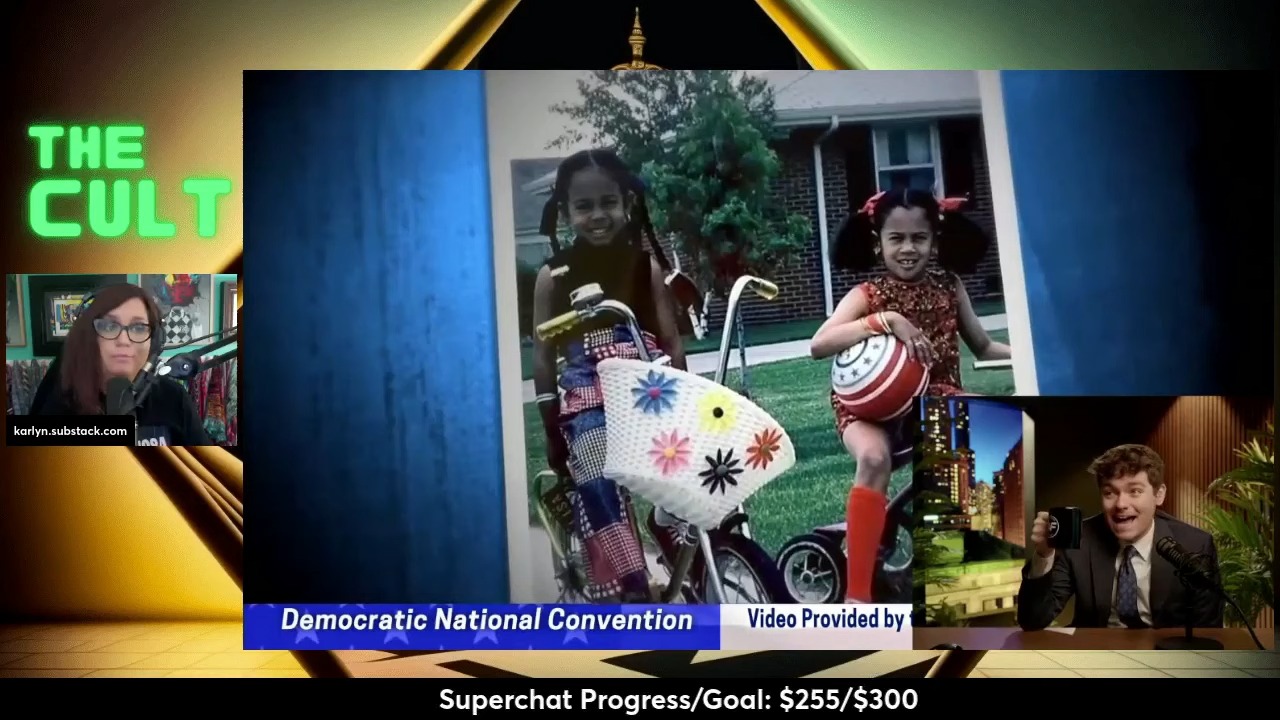 THE
CULT
karlyn.substack.com
Democratic National Convention
Video Provided by
Superchat Progress/Goal: $255/$300